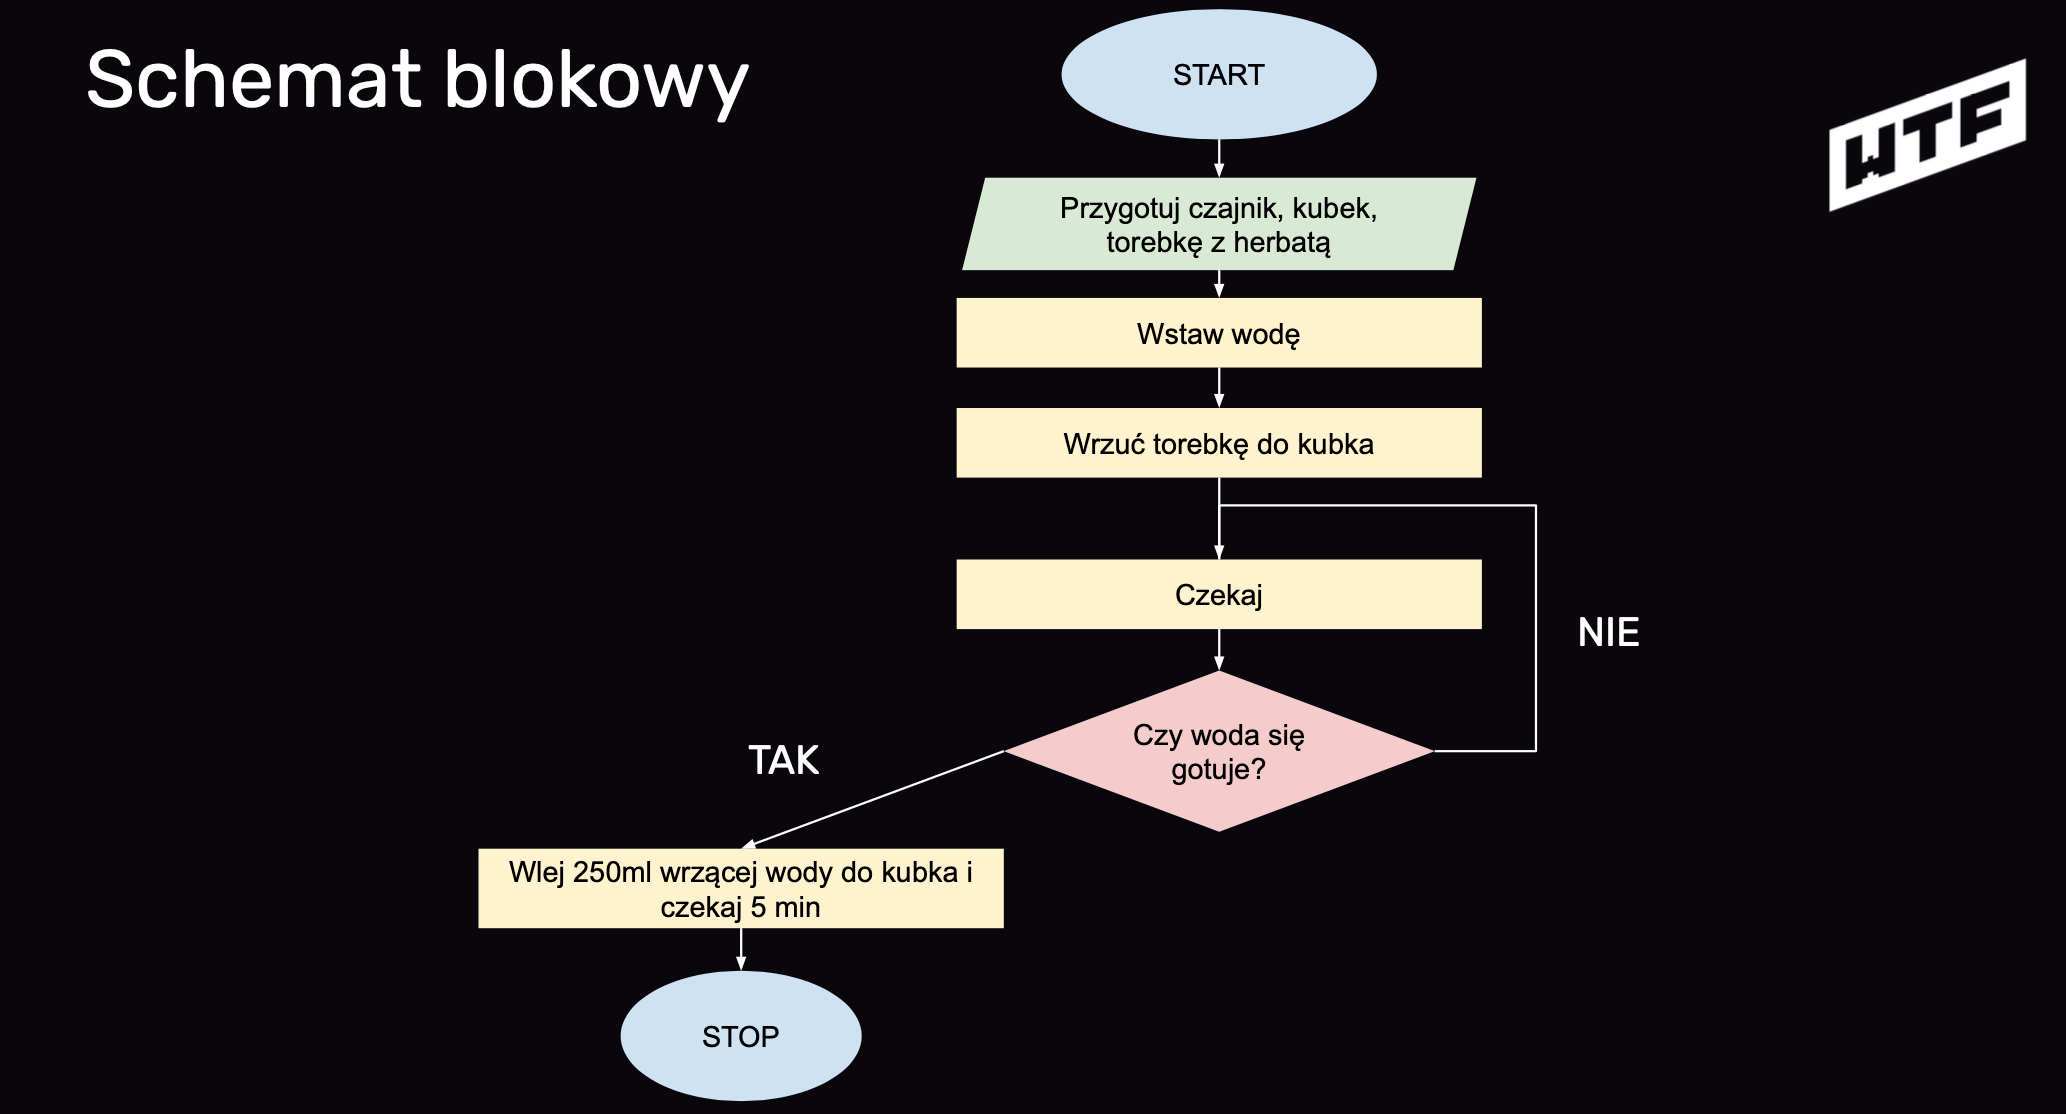 Schemat blokowy
START
WTF
Przygotuj czajnik, kubek,
torebkę z herbatą
Wstaw wodę
Wrzuć torebkę do kubka
Czekaj
NIE
Czy woda się
gotuje?
TAK
Wlej 250ml wrzącej wody do kubka i
czekaj 5 min
STOP